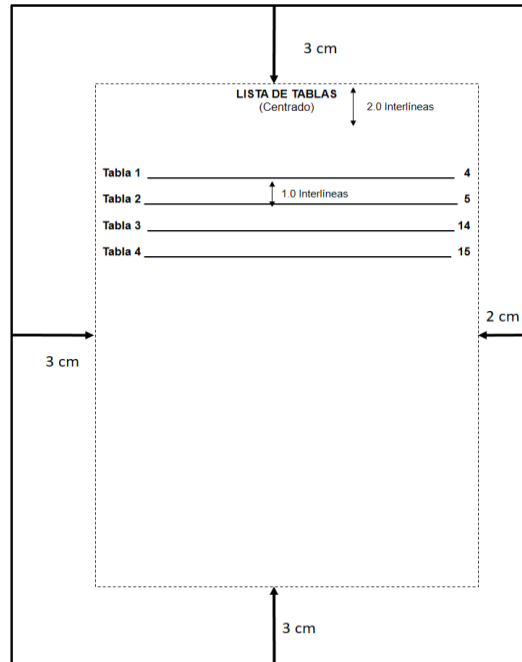 3 cm
LISTA DE TABLAS
(Centrado)
2.0 Interlíneas
Tabla 1 4
1.0 Interlíneas
Tabla 2 5
Tabla 3 14
Tabla 4 15
2 cm
3 cm
3 cm